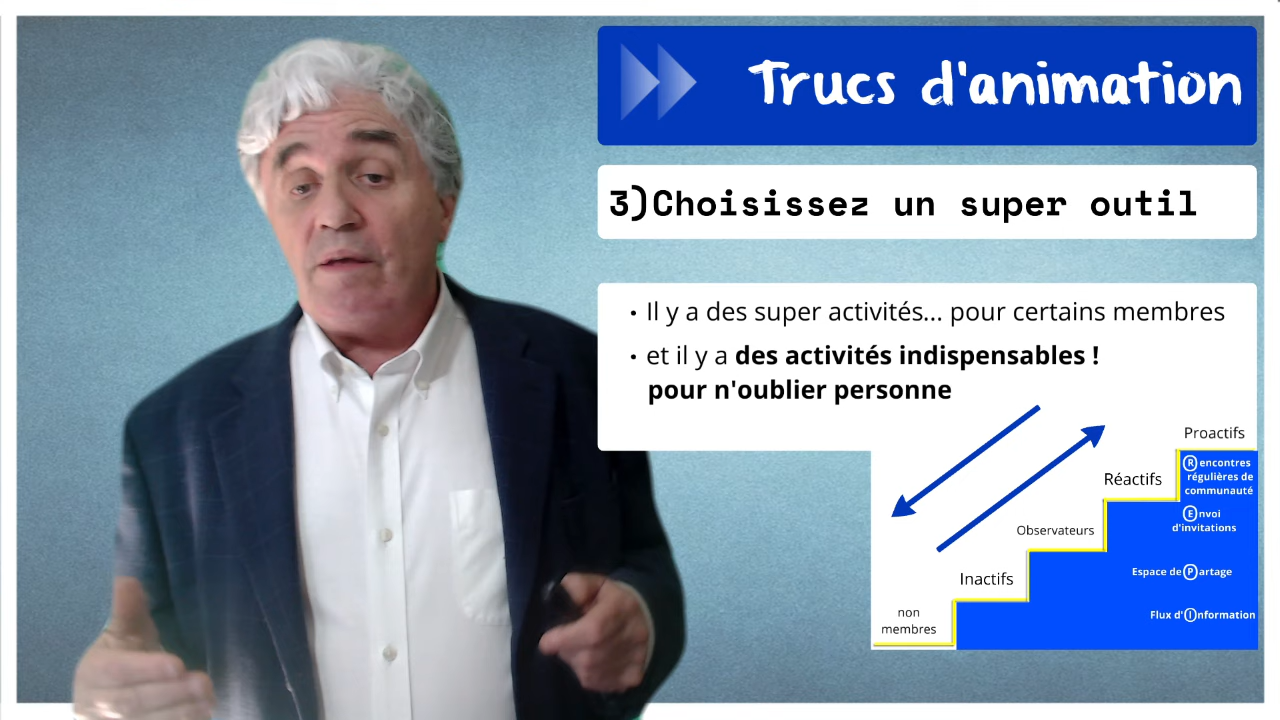 Trucs d'animation
3)Choisissez un super outil
• Il y a des super activités... pour certains membres
• et il y a des activités indispensables !
pour n'oublier personne
Proactifs
Rencontres
régulières de
communauté
Réactifs
Envoi
d'invitations
Observateurs
Espace de Partage
Inactifs
Flux d'Information
non
membres